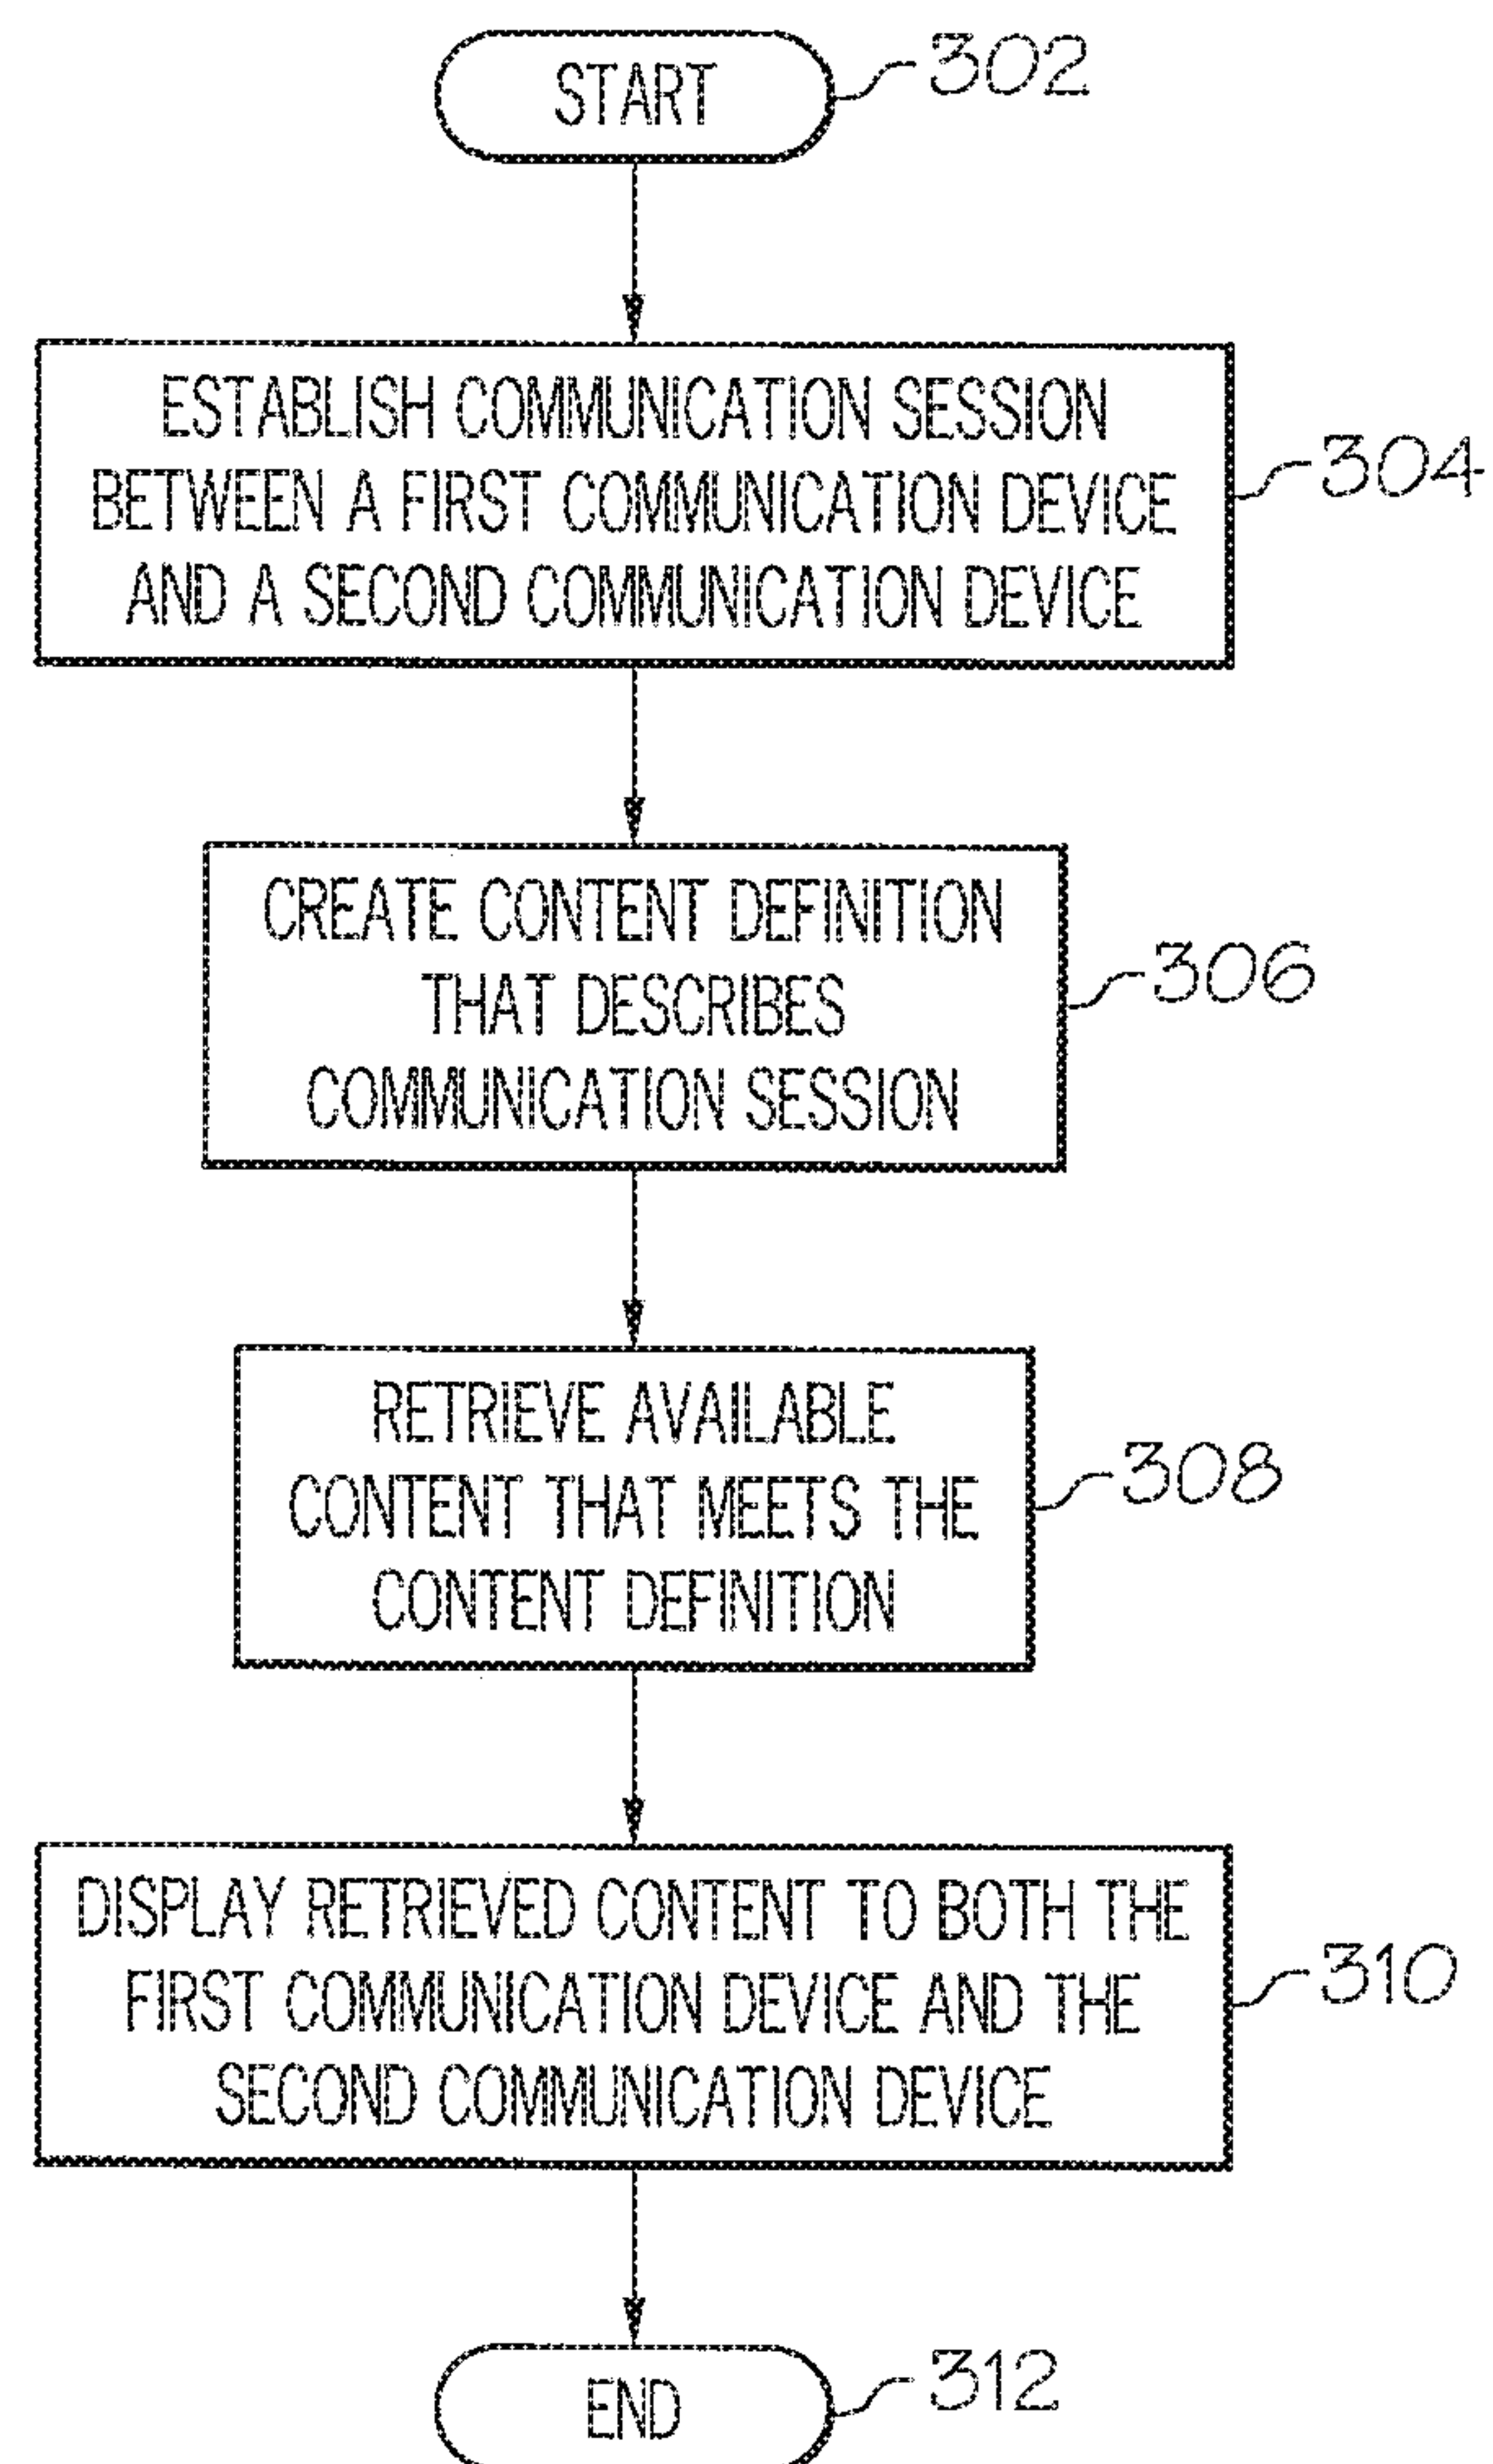 START
302
ESTABLISH COMMUNICATION SESSION
BETWEEN A FIRST COMMUNICATION DEVICE
AND A SECOND COMMUNICATION DEVICE
304
CREATE CONTENT DEFINITION
THAT DESCRIBES
COMMUNICATION SESSION
306
RETRIEVE AVAILABLE
CONTENT THAT MEETS THE
CONTENT DEFINITION
308
DISPLAY RETRIEVED CONTENT TO BOTH THE
FIRST COMMUNICATION DEVICE AND THE
SECOND COMMUNICATION DEVICE
310
END
312